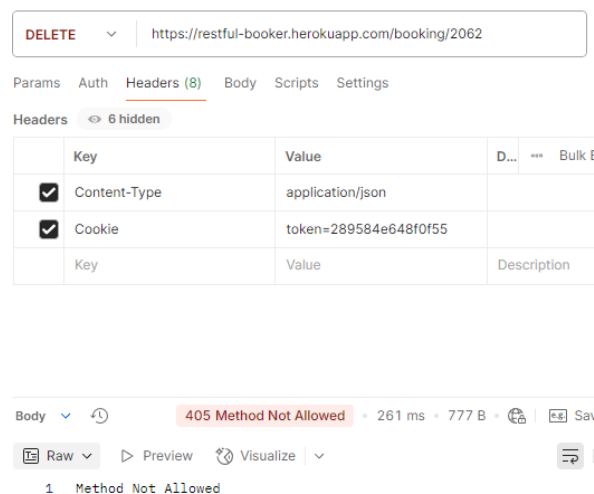 DELETE https://restful-booker.herokuapp.com/booking/2062
Params Auth Headers (8) Body Scripts Settings
Headers 6 hidden
Key Value D... Bulk E
Content-Type application/json
Cookie token=289584e648f0f55
Key Value Description
Body 405 Method Not Allowed 261 ms 777 B e.g. Sav
Raw Preview Visualize
1 Method Not Allowed